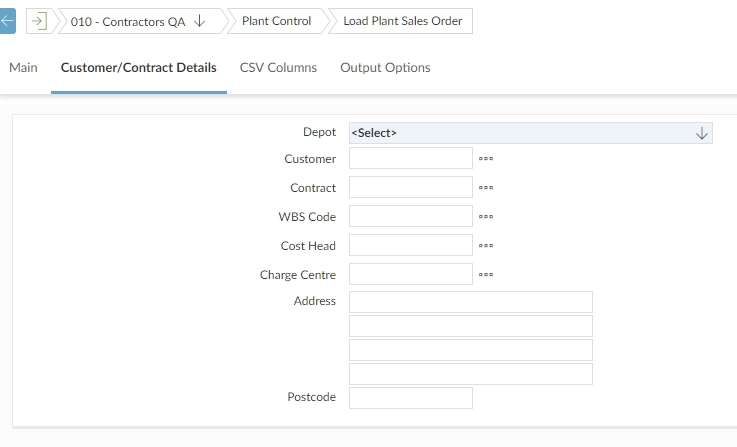 010 - Contractors QA
Plant Control
Load Plant Sales Order
Main
Customer/Contract Details
CSV Columns
Output Options
Depot
<Select>
Customer
Contract
WBS Code
Cost Head
Charge Centre
Address
Postcode